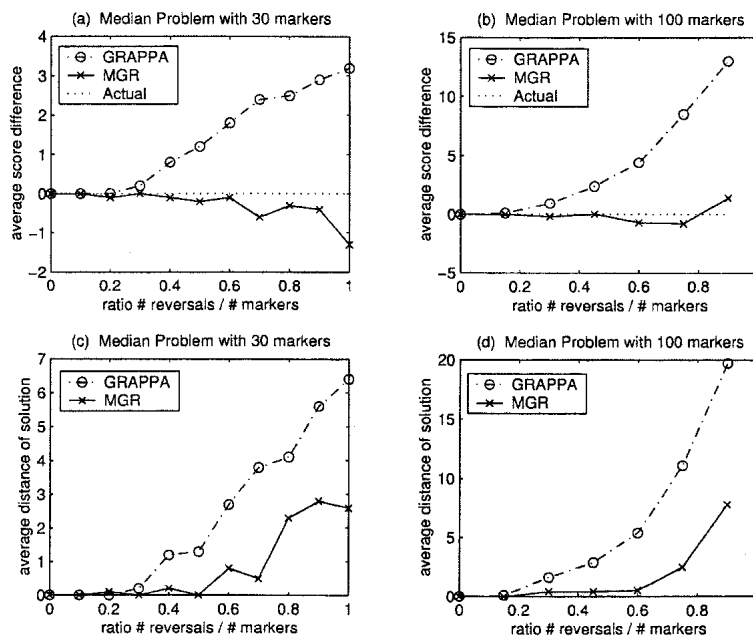 (a) Median Problem with 30 markers
4
3
2
1
0
-1
-2
average score difference
GRAPPA
MGR
Actual
0
0.2
0.4
0.6
0.8
1
ratio # reversals / # markers
(b) Median Problem with 100 markers
15
10
5
0
-5
average score difference
GRAPPA
MGR
Actual
0
0.2
0.4
0.6
0.8
1
ratio # reversals / # markers
(c) Median Problem with 30 markers
7
6
5
4
3
2
1
0
average distance of solution
GRAPPA
MGR
0
0.2
0.4
0.6
0.8
1
ratio # reversals / # markers
(d) Median Problem with 100 markers
20
15
10
5
0
average distance of solution
GRAPPA
MGR
0
0.2
0.4
0.6
0.8
1
ratio # reversals / # markers